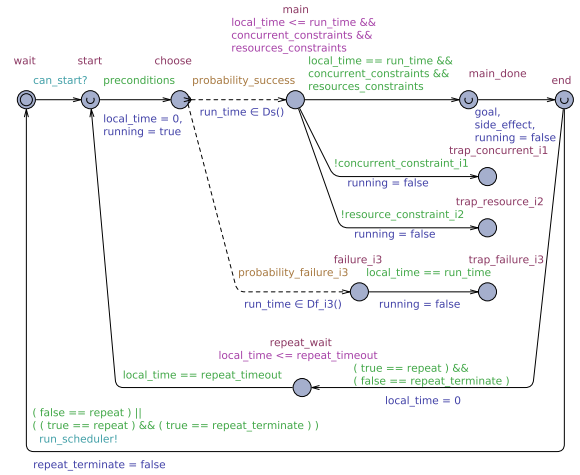 main
local_time <= run_time &&
concurrent_constraints &&
resources_constraints
wait
start
choose
local_time == run_time &&
concurrent_constraints &&
resources_constraints
main_done
end
can_start?
preconditions
probability_success
local_time = 0,
running = true
run_time ∈ Ds()
goal,
side_effect,
running = false
trap_concurrent_i1
!concurrent_constraint_i1
running = false
trap_resource_i2
!resource_constraint_i2
running = false
failure_i3
trap_failure_i3
probability_failure_i3
local_time == run_time
run_time ∈ Df_i3()
running = false
repeat_wait
local_time <= repeat_timeout
local_time == repeat_timeout
( true == repeat ) &&
( false == repeat_terminate )
local_time = 0
( false == repeat ) ||
( ( true == repeat ) && ( true == repeat_terminate ) )
run_scheduler!
repeat_terminate = false